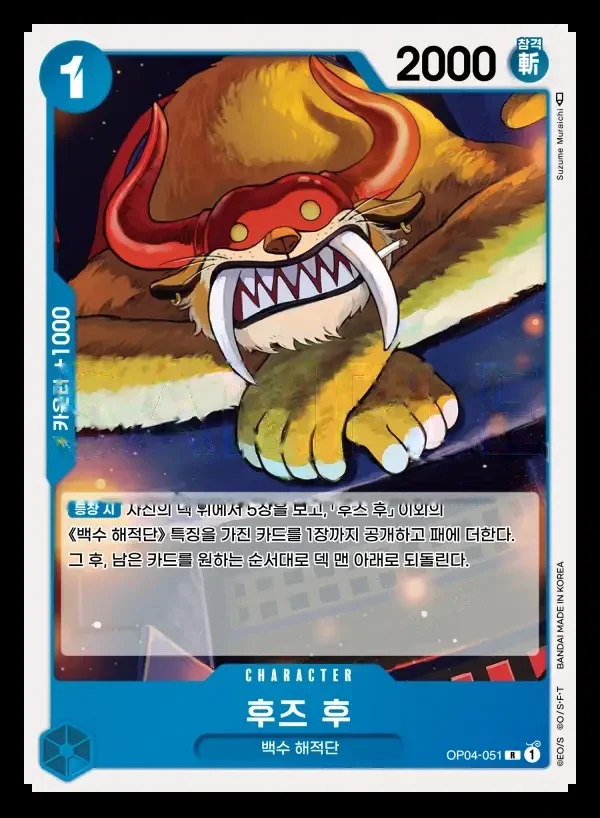 1
2000
참격
斬
Suzume Muraichi
카운터 +1000
등장 시 자신의 덱 위에서 5장을 보고, 「후즈 후」 이외의
《백수 해적단》 특징을 가진 카드를 1장까지 공개하고 패에 더한다.
그 후, 남은 카드를 원하는 순서대로 덱 맨 아래로 되돌린다.
CHARACTER
후즈 후
백수 해적단
OP04-051 R 1
©EO/S ©O/S·F·T BANDAI MADE IN KOREA